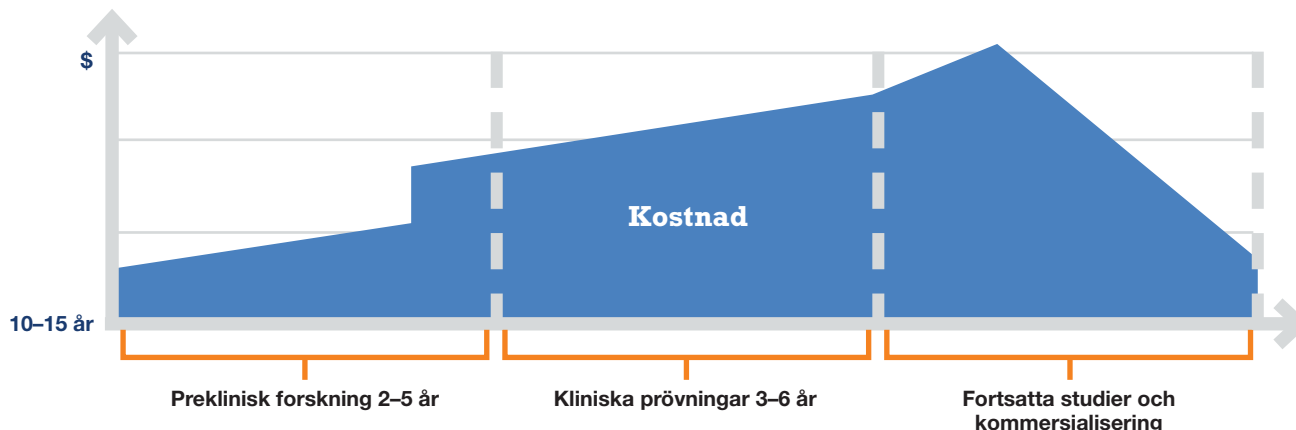 $
Kostnad
10–15 år
Preklinisk forskning 2–5 år
Kliniska prövningar 3–6 år
Fortsatta studier och
kommersialisering